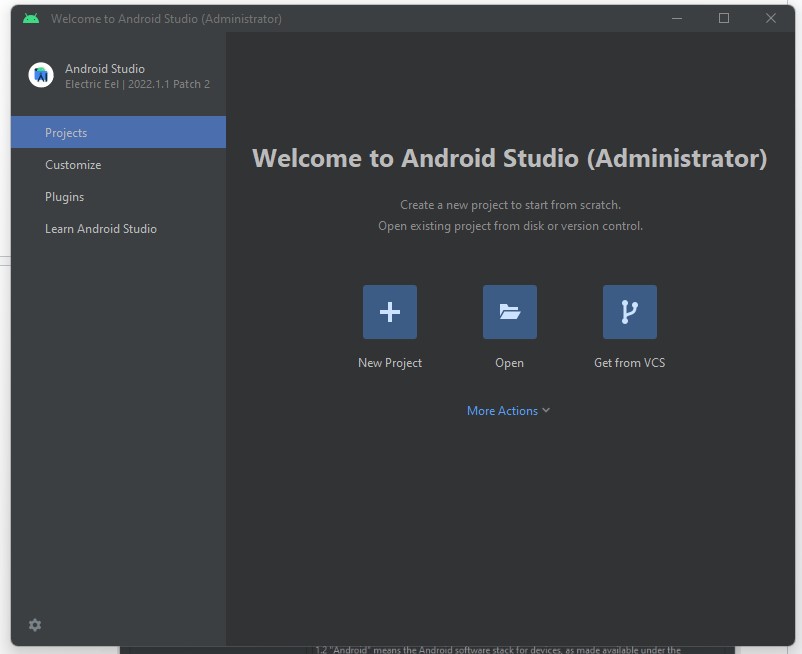 Welcome to Android Studio (Administrator)
Android Studio
Electric Eel | 2022.1.1 Patch 2
Projects
Customize
Plugins
Learn Android Studio
Welcome to Android Studio (Administrator)
Create a new project to start from scratch.
Open existing project from disk or version control.
New Project
Open
Get from VCS
More Actions
1.2 "Android" means the Android software stack for devices, as made available under the